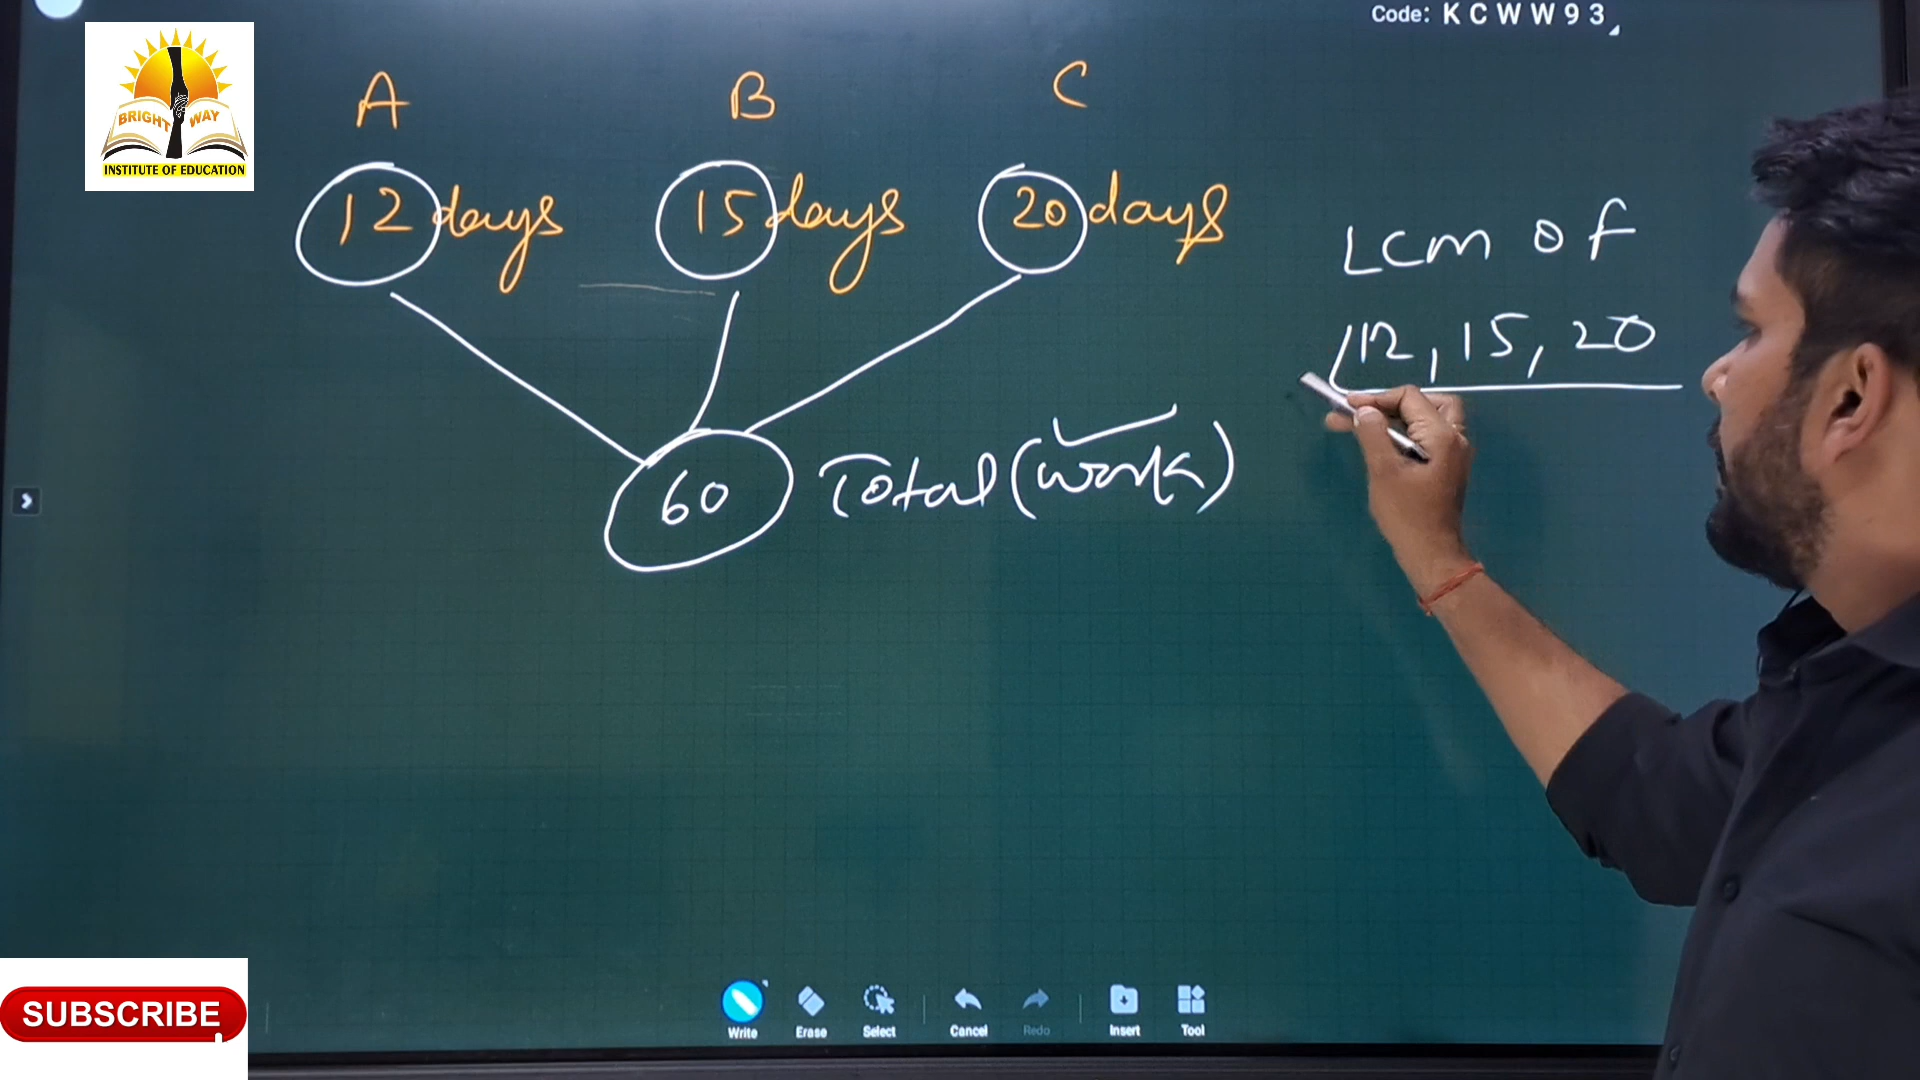 Code: KCWW93
BRIGHT WAY
INSTITUTE OF EDUCATION
A B C
12 days 15 days 20 days
LCM OF
12, 15, 20
60 Total (work)
SUBSCRIBE
Write Erase Select Cancel Redo Insert Tool